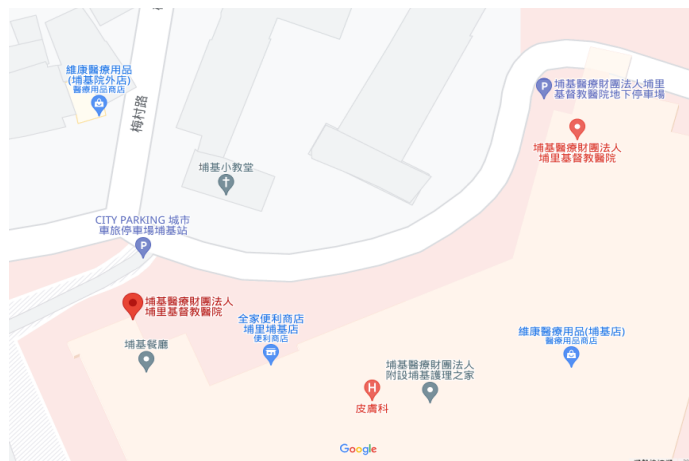 維康醫療用品
(埔基院外店)
醫療用品商店
梅村路
埔基醫療財團法人埔里
基督教醫院地下停車場
埔基醫療財團法人
埔里基督教醫院
埔基小教堂
CITY PARKING 城市
車旅停車場埔基站
埔基醫療財團法人
埔里基督教醫院
全家便利商店
埔里埔基店
便利商店
維康醫療用品(埔基店)
醫療用品商店
埔基餐廳
埔基醫療財團法人
附設埔基護理之家
皮膚科
Google